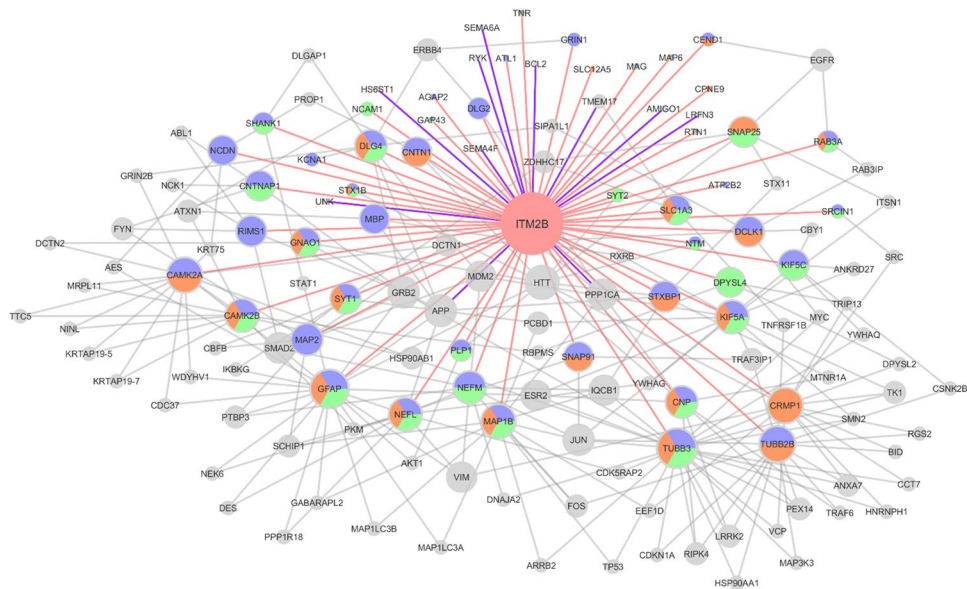 TNR
SEMA6A
GRIN1
CEND1
ERBB4
RYK
ATL1
BCL2
MAG
MAP6
EGFR
DLGAP1
SLC12A5
HS6ST1
AGAP2
CPNE9
PROP1
NCAM1
DLG2
TMEM17
AMIGO1
LRFN3
GAP43
SHANK1
SIPA1L1
RTN1
SNAP25
ABL1
DLG4
CNTN1
SEMA4F
RAB3A
NCDN
KCNA1
ZDHHC17
GRIN2B
NCK1
CNTNAP1
STX1B
ATP2B2
STX11
RAB3IP
UNK
SYT2
ATXN1
MBP
SLC1A3
SRCIN1
ITSN1
FYN
RIMS1
ITM2B
DCLK1
CBY1
DCTN2
KRT75
GNAO1
DCTN1
NTM
SRC
AES
RXRB
KIF5C
CAMK2A
MDM2
ANKRD27
MRPL11
STAT1
GRB2
HTT
PPP1CA
STXBP1
DPYSL4
SYT1
TRIP13
TTC5
CAMK2B
APP
KIF5A
MYC
NINL
PCBD1
TNFRSF1B
YWHAQ
KRTAP19-5
CBFB
SMAD2
MAP2
RBPMS
HSP90AB1
PLP1
SNAP91
TRAF3IP1
DPYSL2
IKBKG
KRTAP19-7
WDYHV1
GFAP
NEFM
ESR2
IQCB1
YWHAG
MTNR1A
TK1
CSNK2B
CDC37
CNP
CRMP1
PTBP3
NEFL
MAP1B
SMN2
PKM
JUN
TUBB3
TUBB2B
RGS2
SCHIP1
BID
NEK6
AKT1
VIM
CDK5RAP2
ANXA7
CCT7
DES
GABARAPL2
DNAJA2
FOS
EEF1D
PEX14
TRAF6
HNRNPH1
PPP1R18
MAP1LC3B
LRRK2
VCP
MAP1LC3A
CDKN1A
RIPK4
MAP3K3
ARRB2
TP53
HSP90AA1